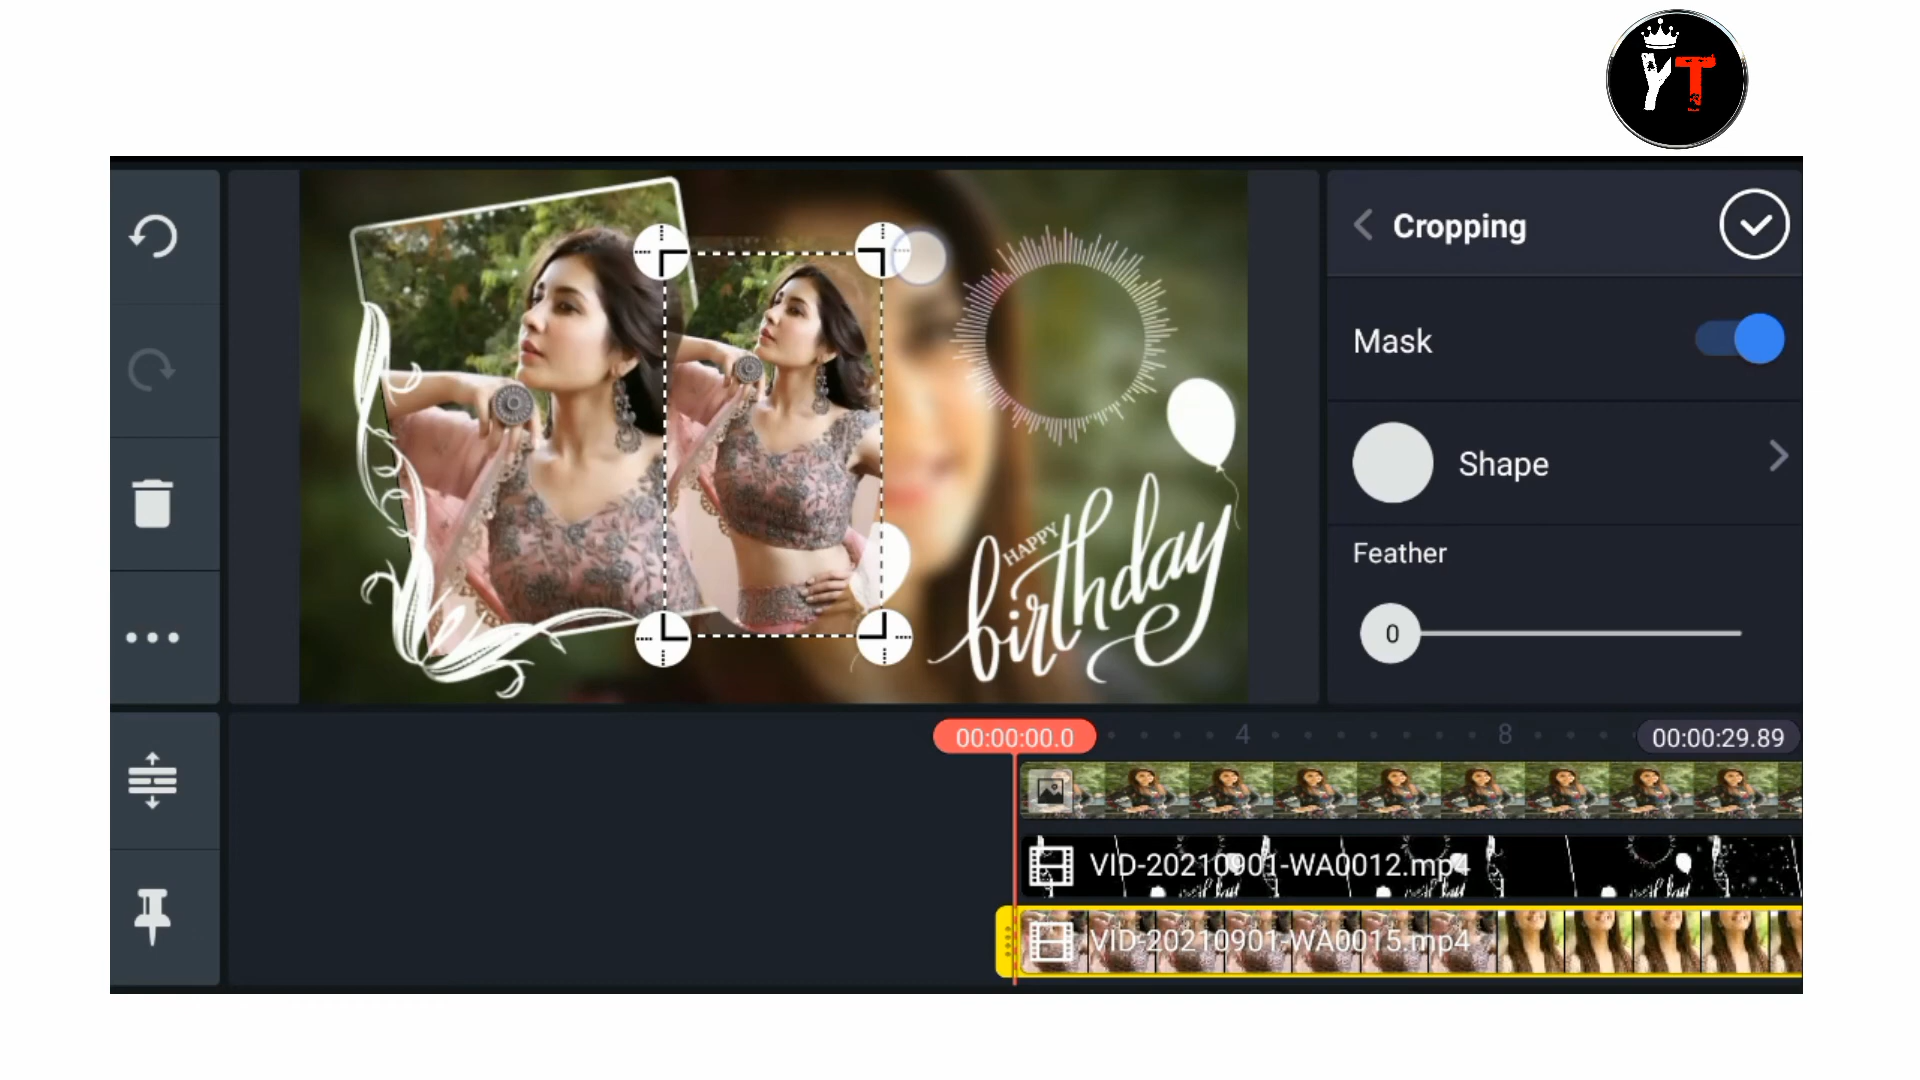 YT
Cropping
Mask
Shape
Feather
0
HAPPY
birthday
00:00:00.0
4
8
00:00:29.89
VID-20210901-WA0012.mp4
VID-20210901-WA0015.mp4